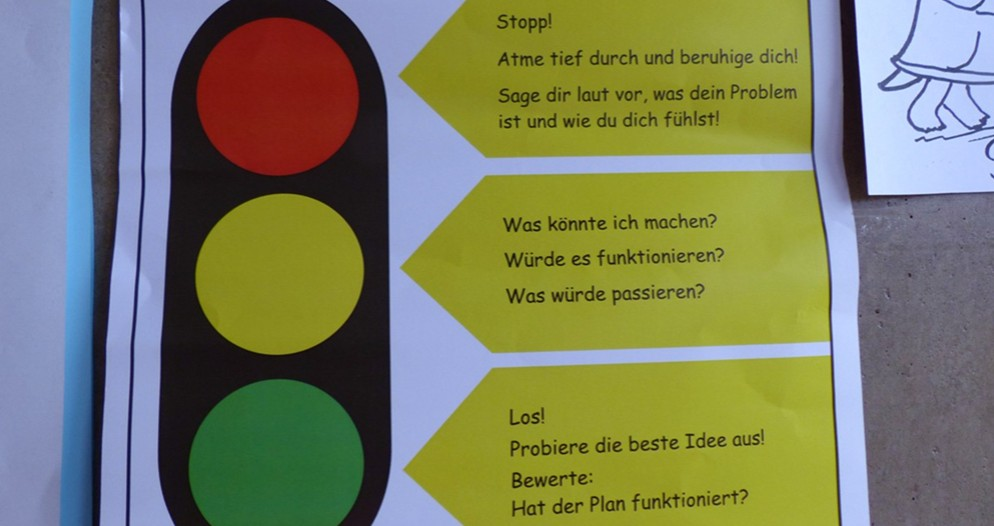 Stopp!
Atme tief durch und beruhige dich!
Sage dir laut vor, was dein Problem
ist und wie du dich fühlst!
Was könnte ich machen?
Würde es funktionieren?
Was würde passieren?
Los!
Probiere die beste Idee aus!
Bewerte:
Hat der Plan funktioniert?